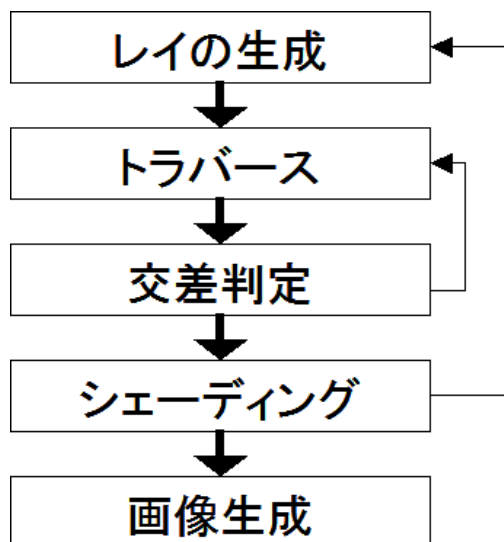 レイの生成
トラバース
交差判定
シェーディング
画像生成